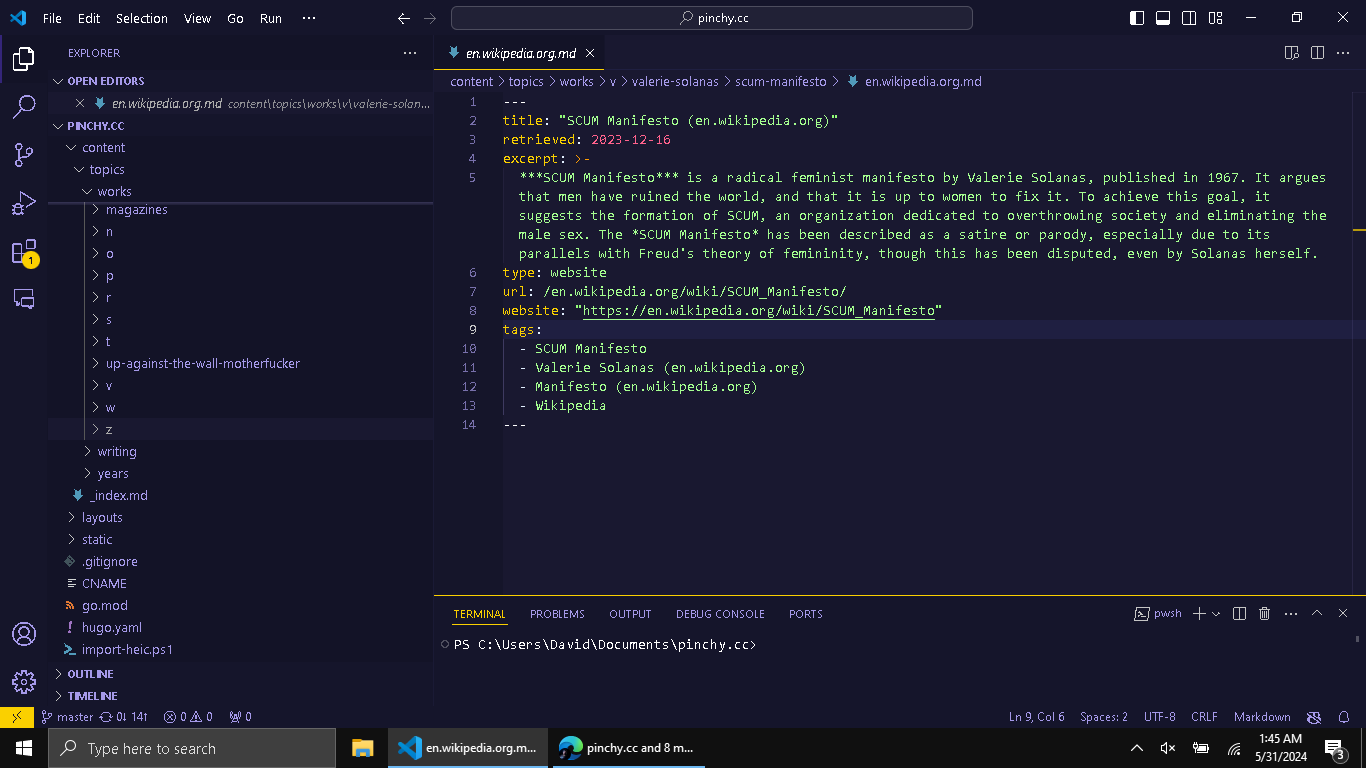 File Edit Selection View Go Run ··· pinchy.cc
EXPLORER ···
OPEN EDITORS
en.wikipedia.org.md content\topics\works\v\valerie-solan...
PINCHY.CC
content
topics
works
magazines
n
o
p
r
s
t
up-against-the-wall-motherfucker
v
w
z
writing
years
_index.md
layouts
static
.gitignore
CNAME
go.mod
hugo.yaml
import-heic.ps1
OUTLINE
TIMELINE
1
en.wikipedia.org.md
content > topics > works > v > valerie-solanas > scum-manifesto > en.wikipedia.org.md
1 ---
2 title: "SCUM Manifesto (en.wikipedia.org)"
3 retrieved: 2023-12-16
4 excerpt: >-
5 ***SCUM Manifesto*** is a radical feminist manifesto by Valerie Solanas, published in 1967. It argues
that men have ruined the world, and that it is up to women to fix it. To achieve this goal, it
suggests the formation of SCUM, an organization dedicated to overthrowing society and eliminating the
male sex. The *SCUM Manifesto* has been described as a satire or parody, especially due to its
parallels with Freud's theory of femininity, though this has been disputed, even by Solanas herself.
6 type: website
7 url: /en.wikipedia.org/wiki/SCUM_Manifesto/
8 website: "https://en.wikipedia.org/wiki/SCUM_Manifesto"
9 tags:
10 - SCUM Manifesto
11 - Valerie Solanas (en.wikipedia.org)
12 - Manifesto (en.wikipedia.org)
13 - Wikipedia
14 ---
TERMINAL PROBLEMS OUTPUT DEBUG CONSOLE PORTS pwsh
PS C:\Users\David\Documents\pinchy.cc>
master 0↓ 14↑ 0 0 0 Ln 9, Col 6 Spaces: 2 UTF-8 CRLF Markdown
Type here to search
en.wikipedia.org.m...
pinchy.cc and 8 m...
1:45 AM
5/31/2024
3